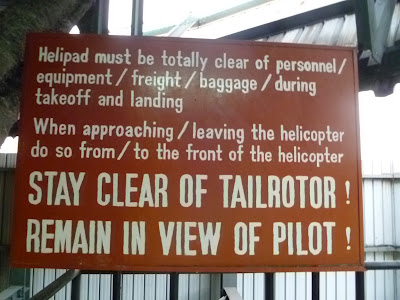 Helipad must be totally clear of personnel/
equipment/freight/baggage/during
takeoff and landing
When approaching/leaving the helicopter
do so from/to the front of the helicopter
STAY CLEAR OF TAILROTOR !
REMAIN IN VIEW OF PILOT !